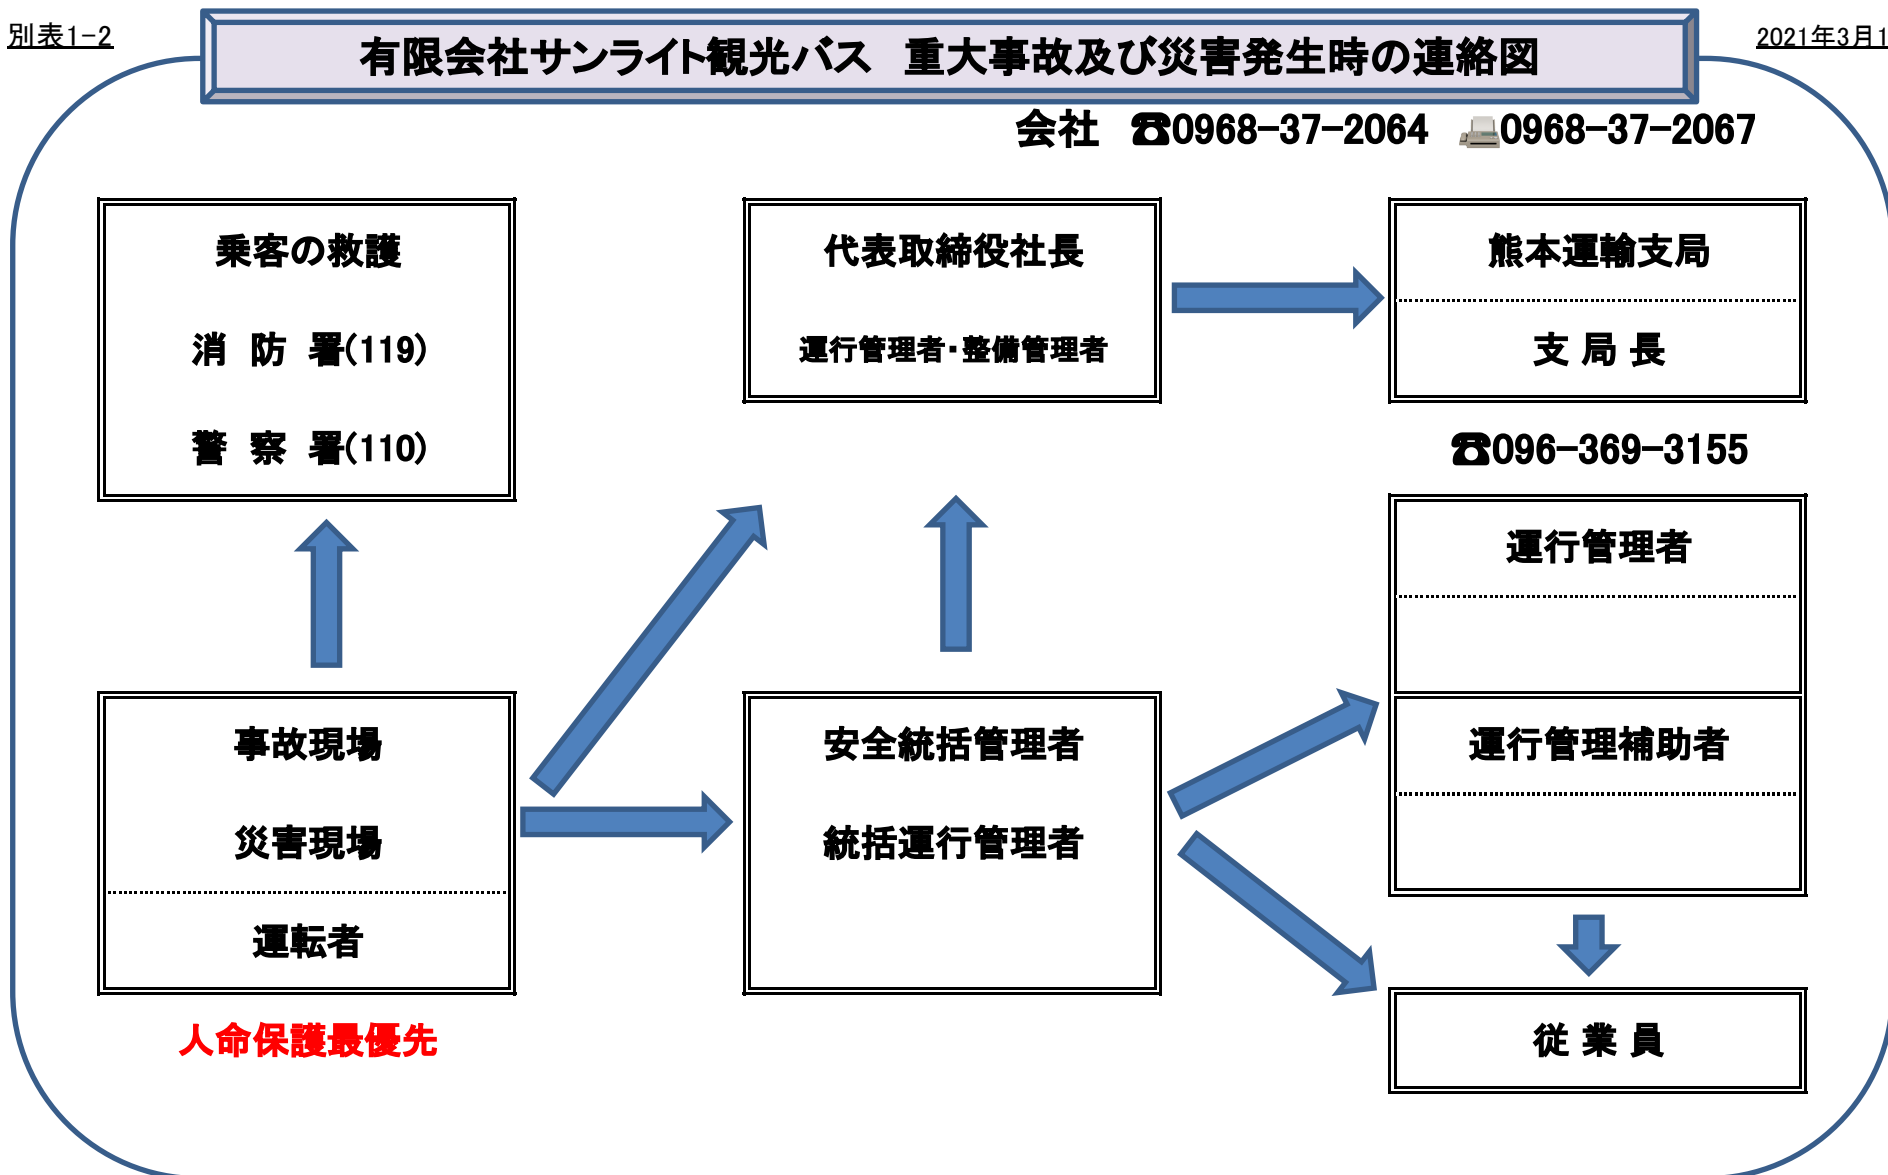 別表1-2
2021年3月1
有限会社サンライト観光バス　重大事故及び災害発生時の連絡図
会社　☎0968-37-2064　0968-37-2067
乗客の救護
消　防　署(119)
警　察　署(110)
代表取締役社長
運行管理者・整備管理者
熊本運輸支局
支 局 長
☎096-369-3155
運行管理者
運行管理補助者
事故現場
災害現場
運転者
安全統括管理者
統括運行管理者
人命保護最優先
従 業 員